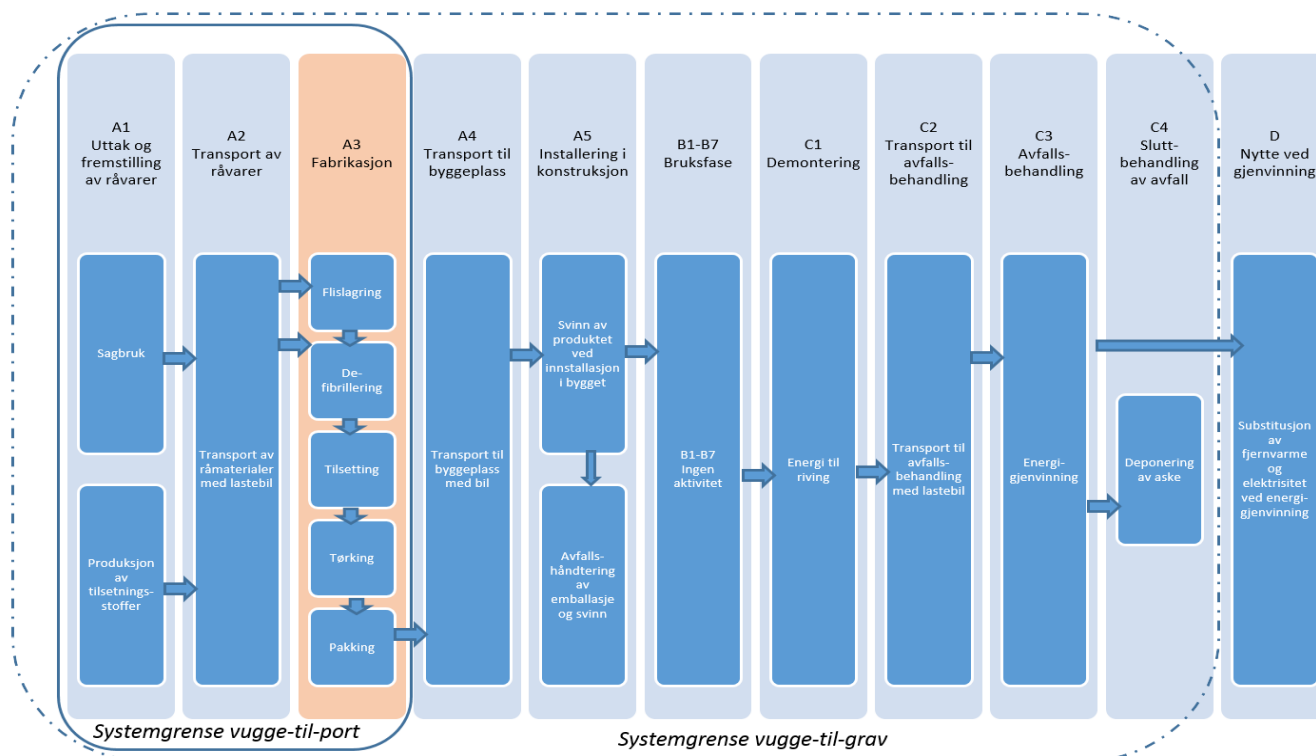 A1
Uttak og
fremstilling
av råvarer
A2
Transport av
råvarer
A3
Fabrikasjon
A4
Transport til
byggeplass
A5
Installering i
konstruksjon
B1-B7
Bruksfase
C1
Demontering
C2
Transport til
avfalls-
behandling
C3
Avfalls-
behandling
C4
Slutt-
behandling
av avfall
D
Nytte ved
gjenvinning
Sagbruk
Produksjon
av
tilsetnings-
stoffer
Transport av
råmaterialer
med lastebil
Flislagring
De-
fibrillering
Tilsetting
Tørking
Pakking
Transport til
byggeplass
med bil
Svinn av
produktet
ved
innstallasjon
i bygget
Avfalls-
håndtering
av
emballasje
og svinn
B1-B7
Ingen
aktivitet
Energi til
riving
Transport til
avfalls-
behandling
med lastebil
Energi-
gjenvinning
Deponering
av aske
Substitusjon
av
fjernvarme
og
elektrisitet
ved energi-
gjenvinning
Systemgrense vugge-til-port
Systemgrense vugge-til-grav